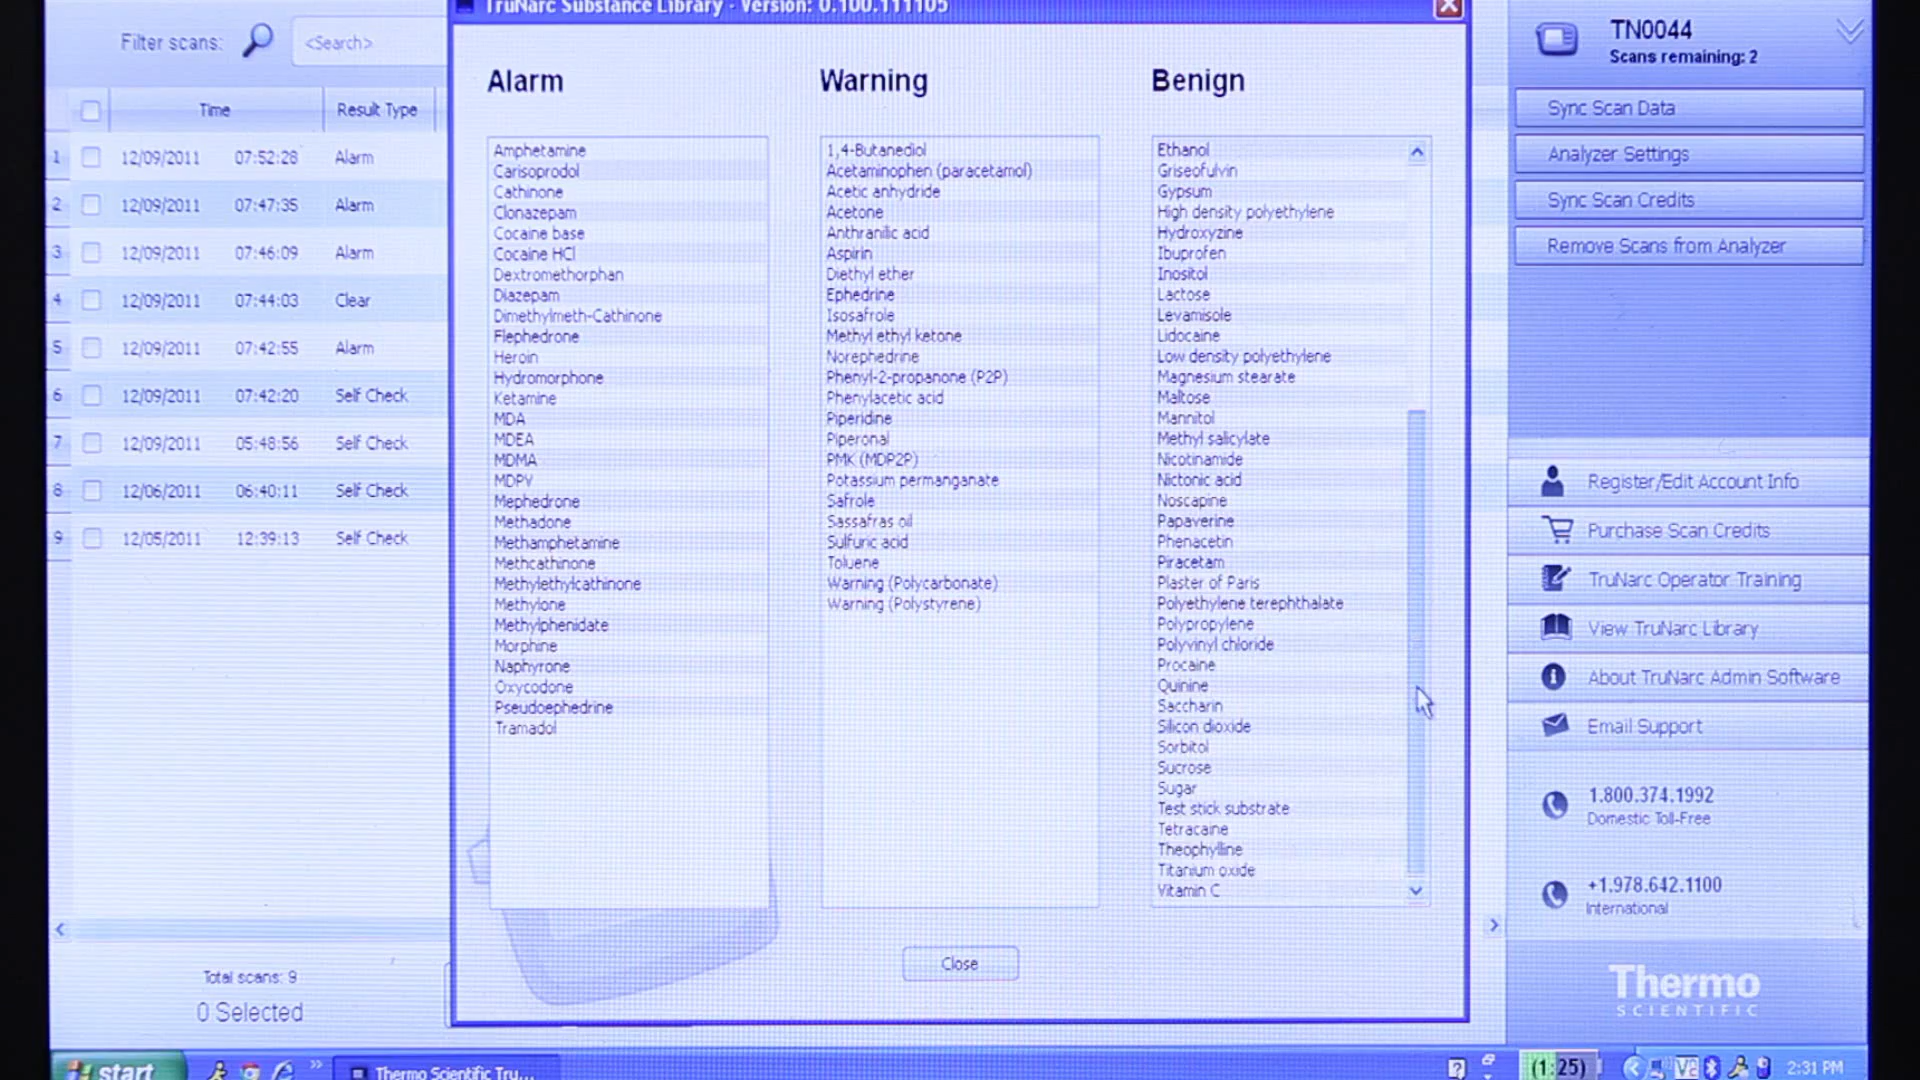 TruNarc Substance Library - Version: 0.100.111105
Filter scans: <Search>
Time Result Type
1 12/09/2011 07:52:28 Alarm
2 12/09/2011 07:47:35 Alarm
3 12/09/2011 07:46:09 Alarm
4 12/09/2011 07:44:03 Clear
5 12/09/2011 07:42:55 Alarm
6 12/09/2011 07:42:20 Self Check
7 12/09/2011 05:48:56 Self Check
8 12/06/2011 06:40:11 Self Check
9 12/05/2011 12:39:13 Self Check
Total scans: 9
0 Selected
Alarm
Amphetamine
Carisoprodol
Cathinone
Clonazepam
Cocaine base
Cocaine HCl
Dextromethorphan
Diazepam
Dimethylmeth-Cathinone
Flephedrone
Heroin
Hydromorphone
Ketamine
MDA
MDEA
MDMA
MDPV
Mephedrone
Methadone
Methamphetamine
Methcathinone
Methylethylcathinone
Methylone
Methylphenidate
Morphine
Naphyrone
Oxycodone
Pseudoephedrine
Tramadol
Warning
1,4-Butanediol
Acetaminophen (paracetamol)
Acetic anhydride
Acetone
Anthranilic acid
Aspirin
Diethyl ether
Ephedrine
Isosafrole
Methyl ethyl ketone
Norephedrine
Phenyl-2-propanone (P2P)
Phenylacetic acid
Piperidine
Piperonal
PMK (MDP2P)
Potassium permanganate
Safrole
Sassafras oil
Sulfuric acid
Toluene
Warning (Polycarbonate)
Warning (Polystyrene)
Benign
Ethanol
Griseofulvin
Gypsum
High density polyethylene
Hydroxyzine
Ibuprofen
Inositol
Lactose
Levamisole
Lidocaine
Low density polyethylene
Magnesium stearate
Maltose
Mannitol
Methyl salicylate
Nicotinamide
Nictonic acid
Noscapine
Papaverine
Phenacetin
Piracetam
Plaster of Paris
Polyethylene terephthalate
Polypropylene
Polyvinyl chloride
Procaine
Quinine
Saccharin
Silicon dioxide
Sorbitol
Sucrose
Sugar
Test stick substrate
Tetracaine
Theophylline
Titanium oxide
Vitamin C
Close
TN0044
Scans remaining: 2
Sync Scan Data
Analyzer Settings
Sync Scan Credits
Remove Scans from Analyzer
Register/Edit Account Info
Purchase Scan Credits
TruNarc Operator Training
View TruNarc Library
About TruNarc Admin Software
Email Support
1.800.374.1992
Domestic Toll-Free
+1.978.642.1100
International
Thermo
SCIENTIFIC
start Thermo Scientific Tru... (1:25) 2:31 PM